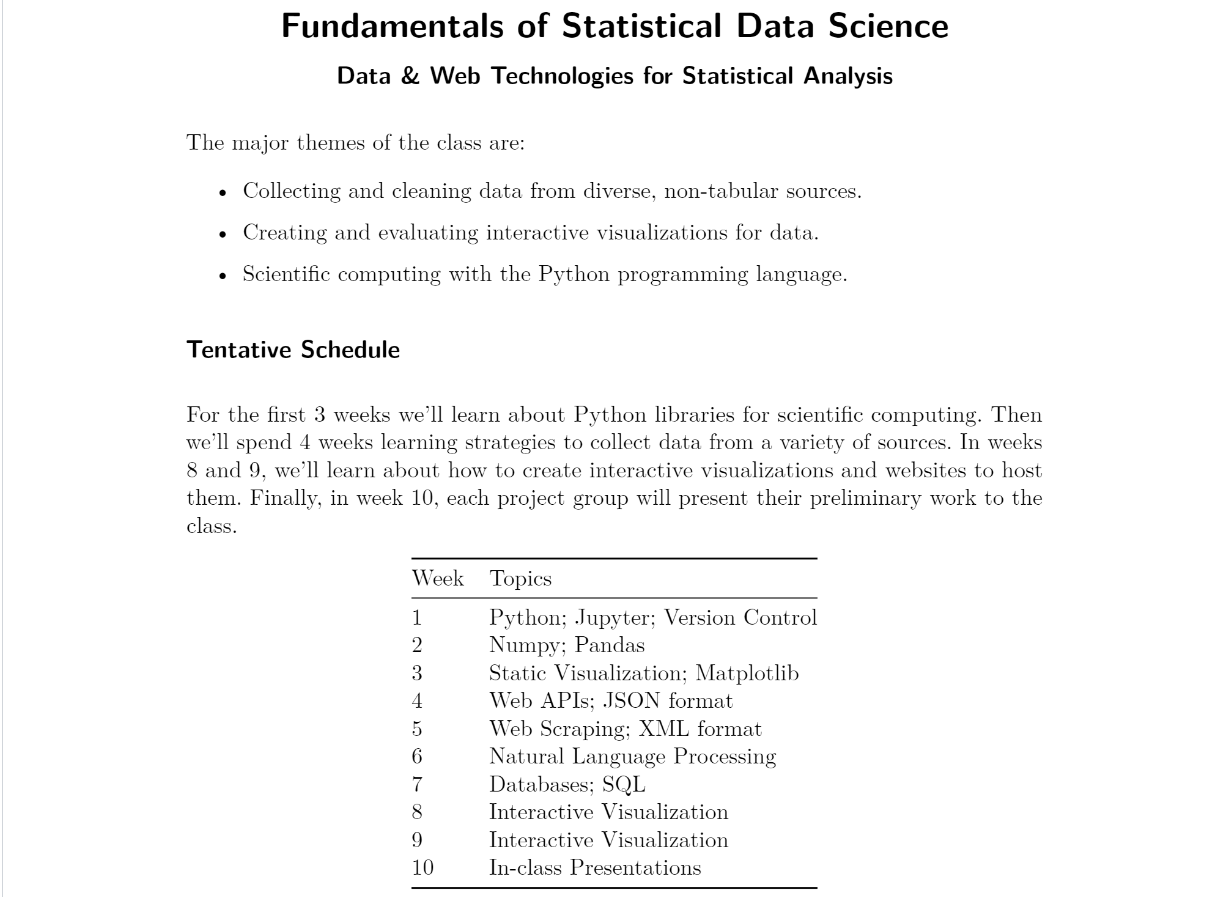 Fundamentals of Statistical Data Science
Data & Web Technologies for Statistical Analysis
The major themes of the class are:
• Collecting and cleaning data from diverse, non-tabular sources.
• Creating and evaluating interactive visualizations for data.
• Scientific computing with the Python programming language.
Tentative Schedule
For the first 3 weeks we'll learn about Python libraries for scientific computing. Then
we'll spend 4 weeks learning strategies to collect data from a variety of sources. In weeks
8 and 9, we'll learn about how to create interactive visualizations and websites to host
them. Finally, in week 10, each project group will present their preliminary work to the
class.
Week Topics
1 Python; Jupyter; Version Control
2 Numpy; Pandas
3 Static Visualization; Matplotlib
4 Web APIs; JSON format
5 Web Scraping; XML format
6 Natural Language Processing
7 Databases; SQL
8 Interactive Visualization
9 Interactive Visualization
10 In-class Presentations